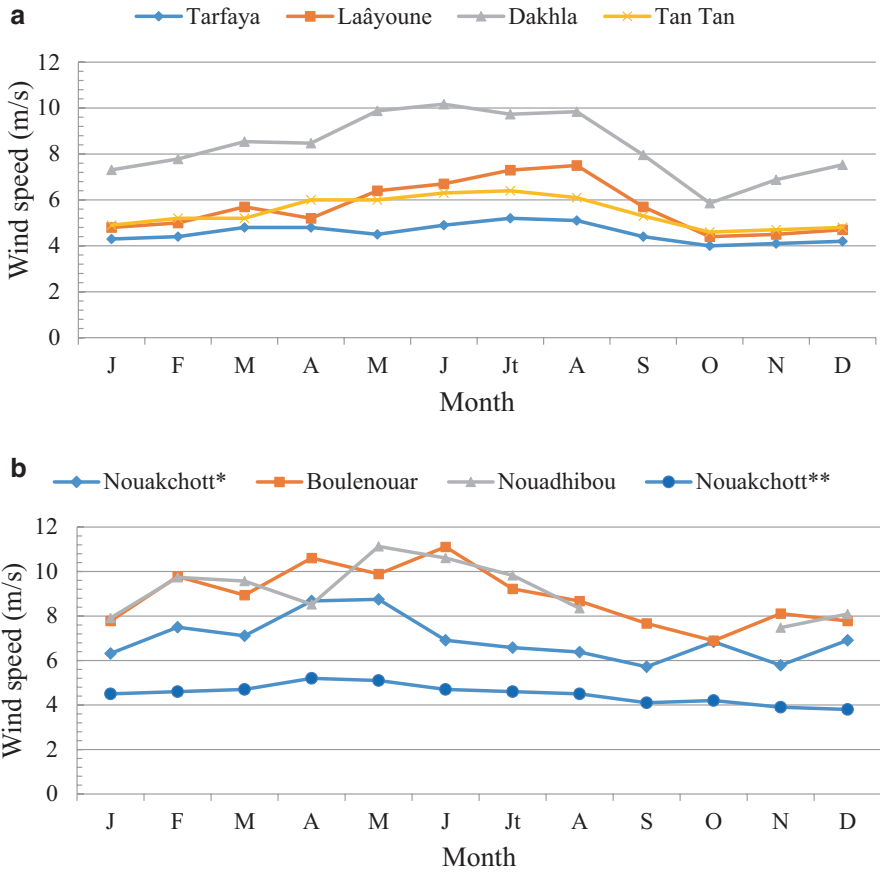 a
Tarfaya Laâyoune Dakhla Tan Tan
Wind speed (m/s)
12
10
8
6
4
2
0
J F M A M J Jt A S O N D
Month
b
Nouakchott* Boulenouar Nouadhibou Nouakchott**
Wind speed (m/s)
12
10
8
6
4
2
0
J F M A M J Jt A S O N D
Month